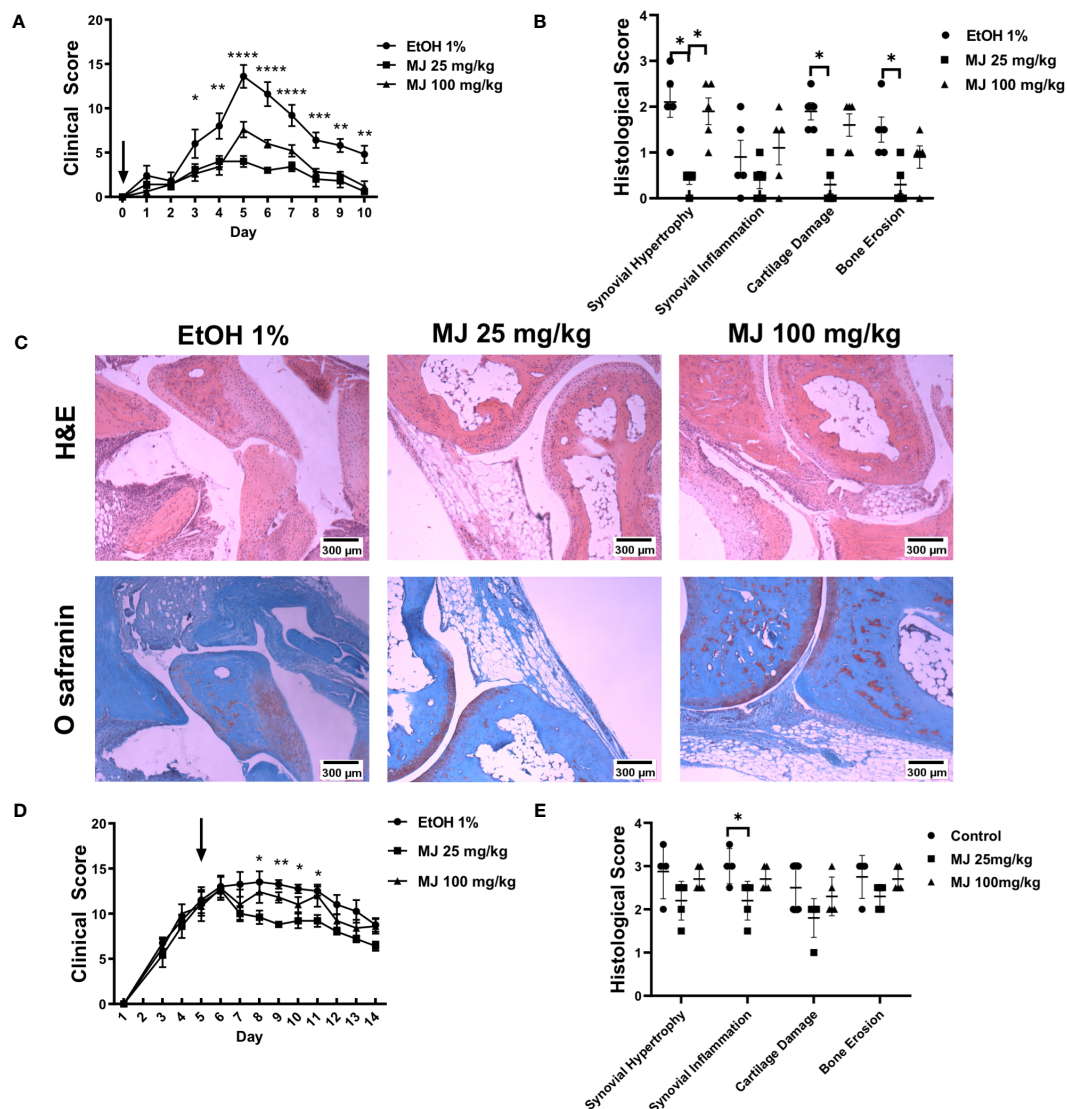 A
20
15
10
5
0
Clinical Score
* ** **** **** **** *** ** **
0 1 2 3 4 5 6 7 8 9 10
Day
EtOH 1%
MJ 25 mg/kg
MJ 100 mg/kg
B
4
3
2
1
0
Histological Score
* * * *
Synovial Hypertrophy
Synovial Inflammation
Cartilage Damage
Bone Erosion
EtOH 1%
MJ 25 mg/kg
MJ 100 mg/kg
C
EtOH 1% MJ 25 mg/kg MJ 100 mg/kg
H&E
300 µm 300 µm 300 µm
O safranin
300 µm 300 µm 300 µm
D
20
15
10
5
0
Clinical Score
* ** * *
1 2 3 4 5 6 7 8 9 10 11 12 13 14
Day
EtOH 1%
MJ 25 mg/kg
MJ 100 mg/kg
E
4
3
2
1
0
Histological Score
*
Synovial Hypertrophy
Synovial Inflammation
Cartilage Damage
Bone Erosion
Control
MJ 25mg/kg
MJ 100mg/kg